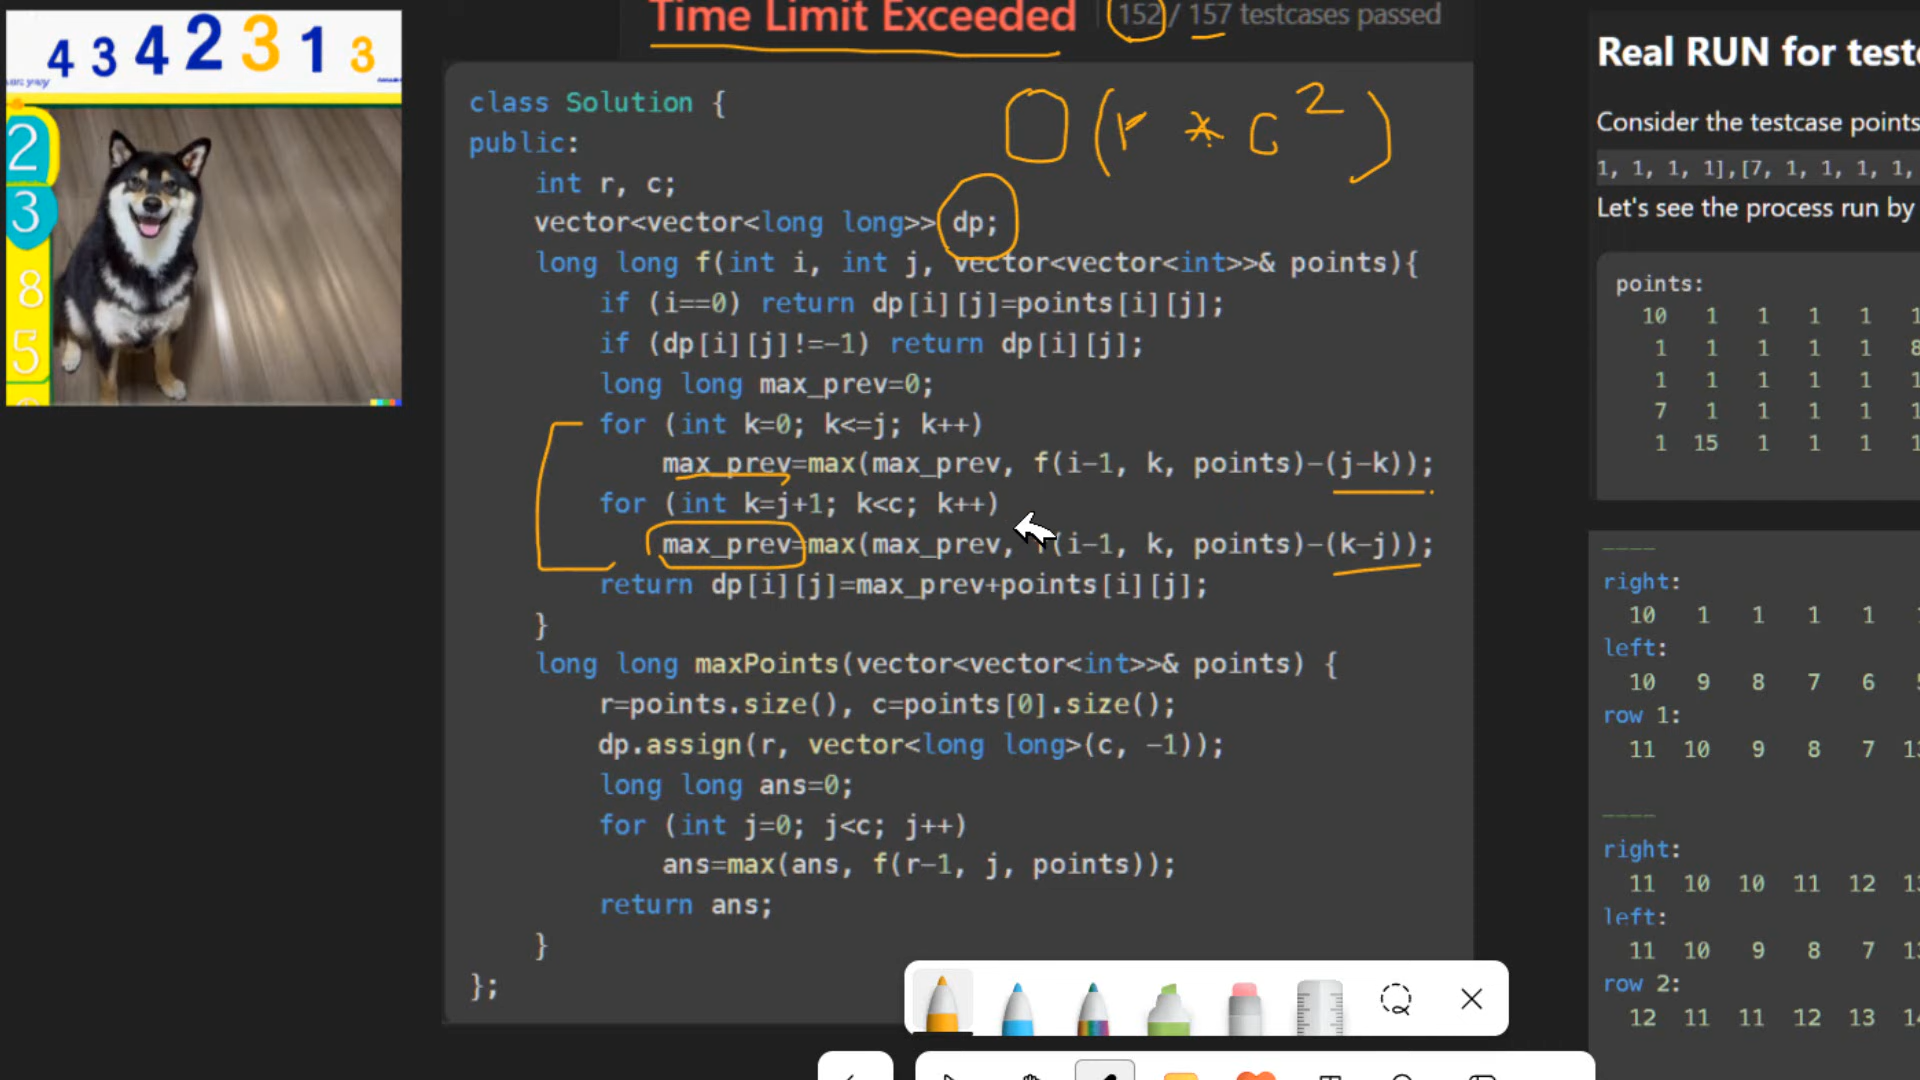 4 3 4 2 3 1 3
2
3
8
5
Time Limit Exceeded 152 / 157 testcases passed
O(r * c²)
class Solution {
public:
int r, c;
vector<vector<long long>> dp;
long long f(int i, int j, vector<vector<int>>& points){
if (i==0) return dp[i][j]=points[i][j];
if (dp[i][j]!=-1) return dp[i][j];
long long max_prev=0;
for (int k=0; k<=j; k++)
max_prev=max(max_prev, f(i-1, k, points)-(j-k));
for (int k=j+1; k<c; k++)
max_prev=max(max_prev, f(i-1, k, points)-(k-j));
return dp[i][j]=max_prev+points[i][j];
}
long long maxPoints(vector<vector<int>>& points) {
r=points.size(), c=points[0].size();
dp.assign(r, vector<long long>(c, -1));
long long ans=0;
for (int j=0; j<c; j++)
ans=max(ans, f(r-1, j, points));
return ans;
}
};
Real RUN for test
Consider the testcase points
1, 1, 1, 1],[7, 1, 1, 1, 1,
Let's see the process run by
points:
10 1 1 1 1 1
1 1 1 1 1 8
1 1 1 1 1 1
7 1 1 1 1 1
1 15 1 1 1 1
----
right:
10 1 1 1 1
left:
10 9 8 7 6
row 1:
11 10 9 8 7 13
----
right:
11 10 10 11 12 13
left:
11 10 9 8 7 13
row 2:
12 11 11 12 13 14